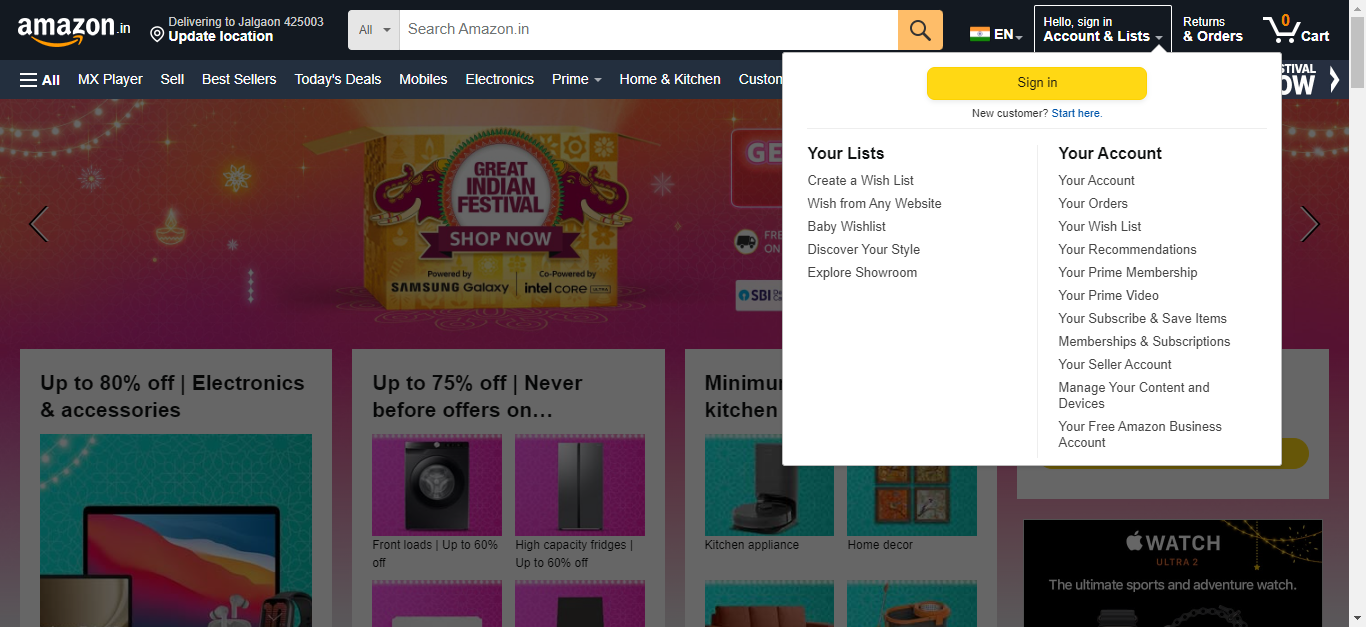 amazon.in
Delivering to Jalgaon 425003
Update location
All
Search Amazon.in
EN
Hello, sign in
Account & Lists
Returns
& Orders
0
Cart
All
MX Player
Sell
Best Sellers
Today's Deals
Mobiles
Electronics
Prime
Home & Kitchen
Sign in
New customer? Start here.
Your Lists
Create a Wish List
Wish from Any Website
Baby Wishlist
Discover Your Style
Explore Showroom
Your Account
Your Account
Your Orders
Your Wish List
Your Recommendations
Your Prime Membership
Your Prime Video
Your Subscribe & Save Items
Memberships & Subscriptions
Your Seller Account
Manage Your Content and
Devices
Your Free Amazon Business
Account
GREAT
INDIAN
FESTIVAL
SHOP NOW
Powered by
SAMSUNG Galaxy
Co-Powered by
intel CORE ULTRA
GE
FRE
ON
SBI
Up to 80% off | Electronics
& accessories
Up to 75% off | Never
before offers on…
Front loads | Up to 60%
off
High capacity fridges |
Up to 60% off
kitchen
Kitchen appliance
Home decor
WATCH
ULTRA 2
The ultimate sports and adventure watch.